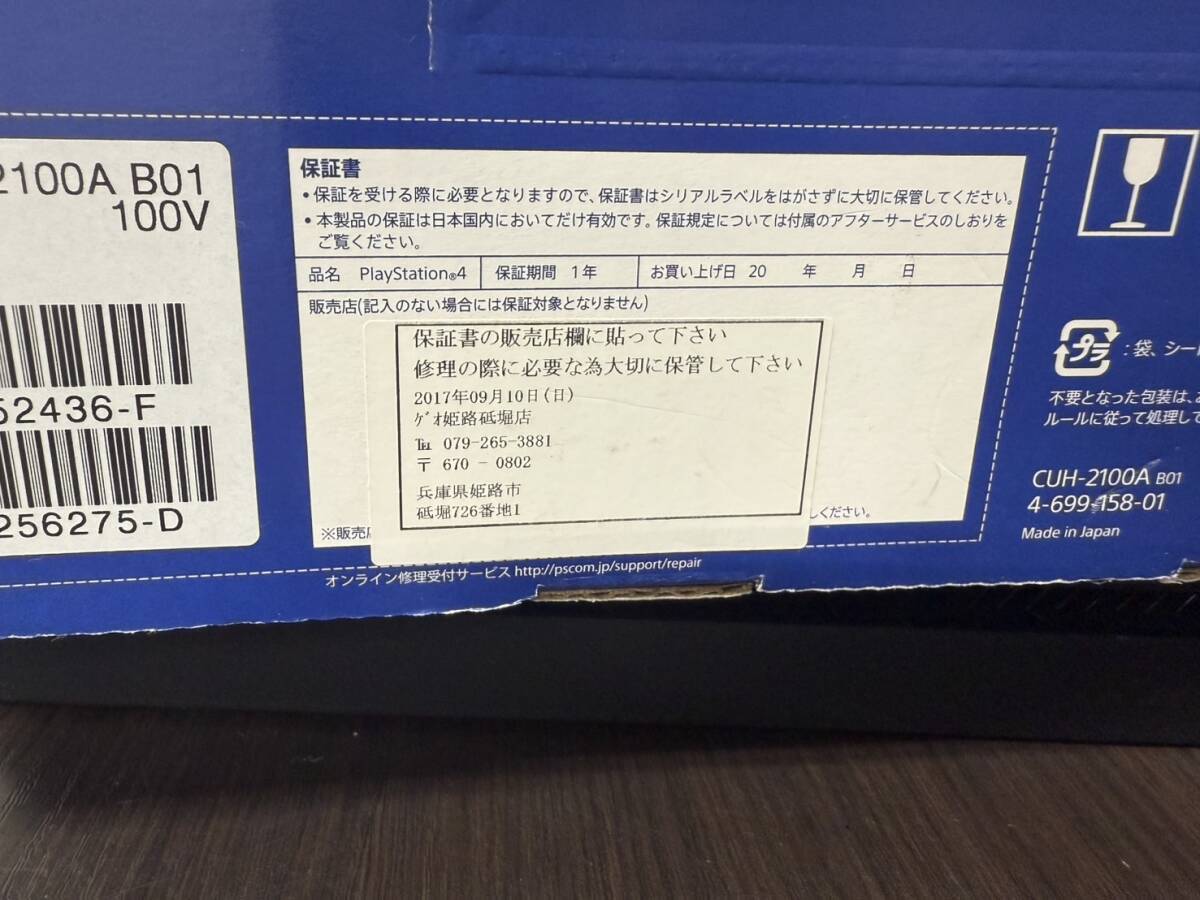 2100A B01
100V
52436-F
256275-D
保証書
•保証を受ける際に必要となりますので、保証書はシリアルラベルをはがさずに大切に保管してください。
•本製品の保証は日本国内においてだけ有効です。保証規定については付属のアフターサービスのしおりを
ご覧ください。
品名 PlayStation®4 保証期間 1年 お買い上げ日 20 年 月 日
販売店(記入のない場合には保証対象となりません)
保証書の販売店欄に貼って下さい
修理の際に必要な為大切に保管して下さい
2017年09月10日(日)
ゲオ姫路砥堀店
℡ 079-265-3881
〒 670-0802
兵庫県姫路市
砥堀726番地1
※販売店
ください。
オンライン修理受付サービス http://pscom.jp/support/repair
プラ
:袋、シー
不要となった包装は、
ルールに従って処理して
CUH-2100A B01
4-699-158-01
Made in Japan